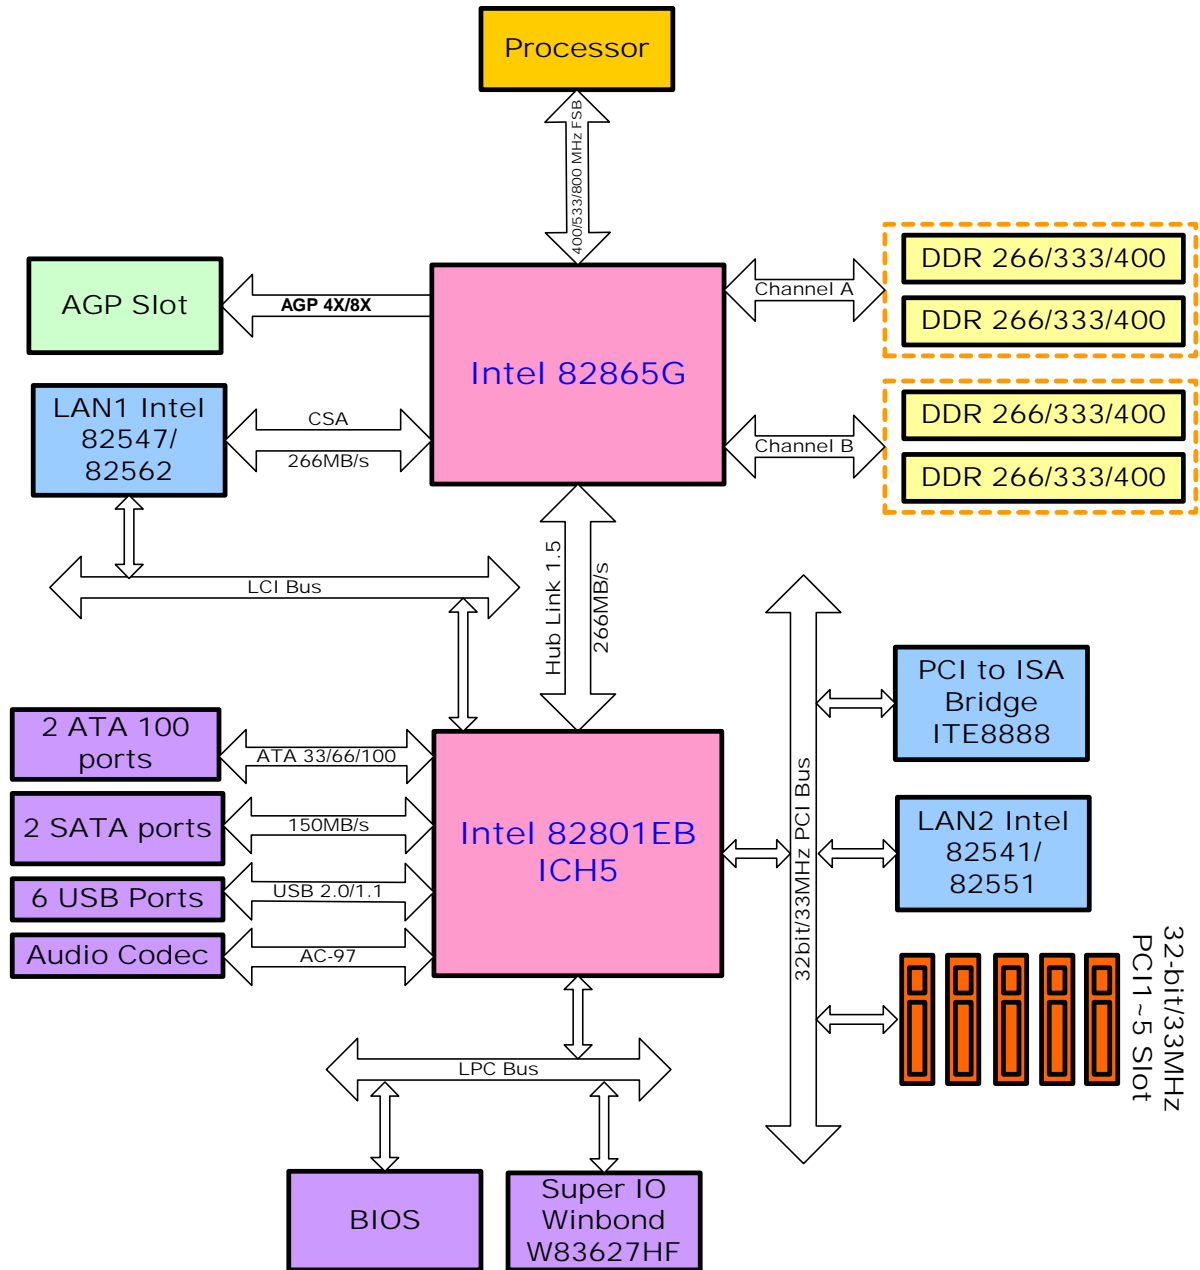 Processor
400/533/800 MHz FSB
DDR 266/333/400
DDR 266/333/400
Channel A
AGP Slot
AGP 4X/8X
Intel 82865G
LAN1 Intel
82547/
82562
CSA
266MB/s
DDR 266/333/400
DDR 266/333/400
Channel B
Hub Link 1.5
266MB/s
LCI Bus
32bit/33MHz PCI Bus
PCI to ISA
Bridge
ITE8888
2 ATA 100
ports
ATA 33/66/100
2 SATA ports
150MB/s
Intel 82801EB
ICH5
LAN2 Intel
82541/
82551
6 USB Ports
USB 2.0/1.1
Audio Codec
AC-97
32-bit/33MHz
PCI1~5 Slot
LPC Bus
BIOS
Super IO
Winbond
W83627HF